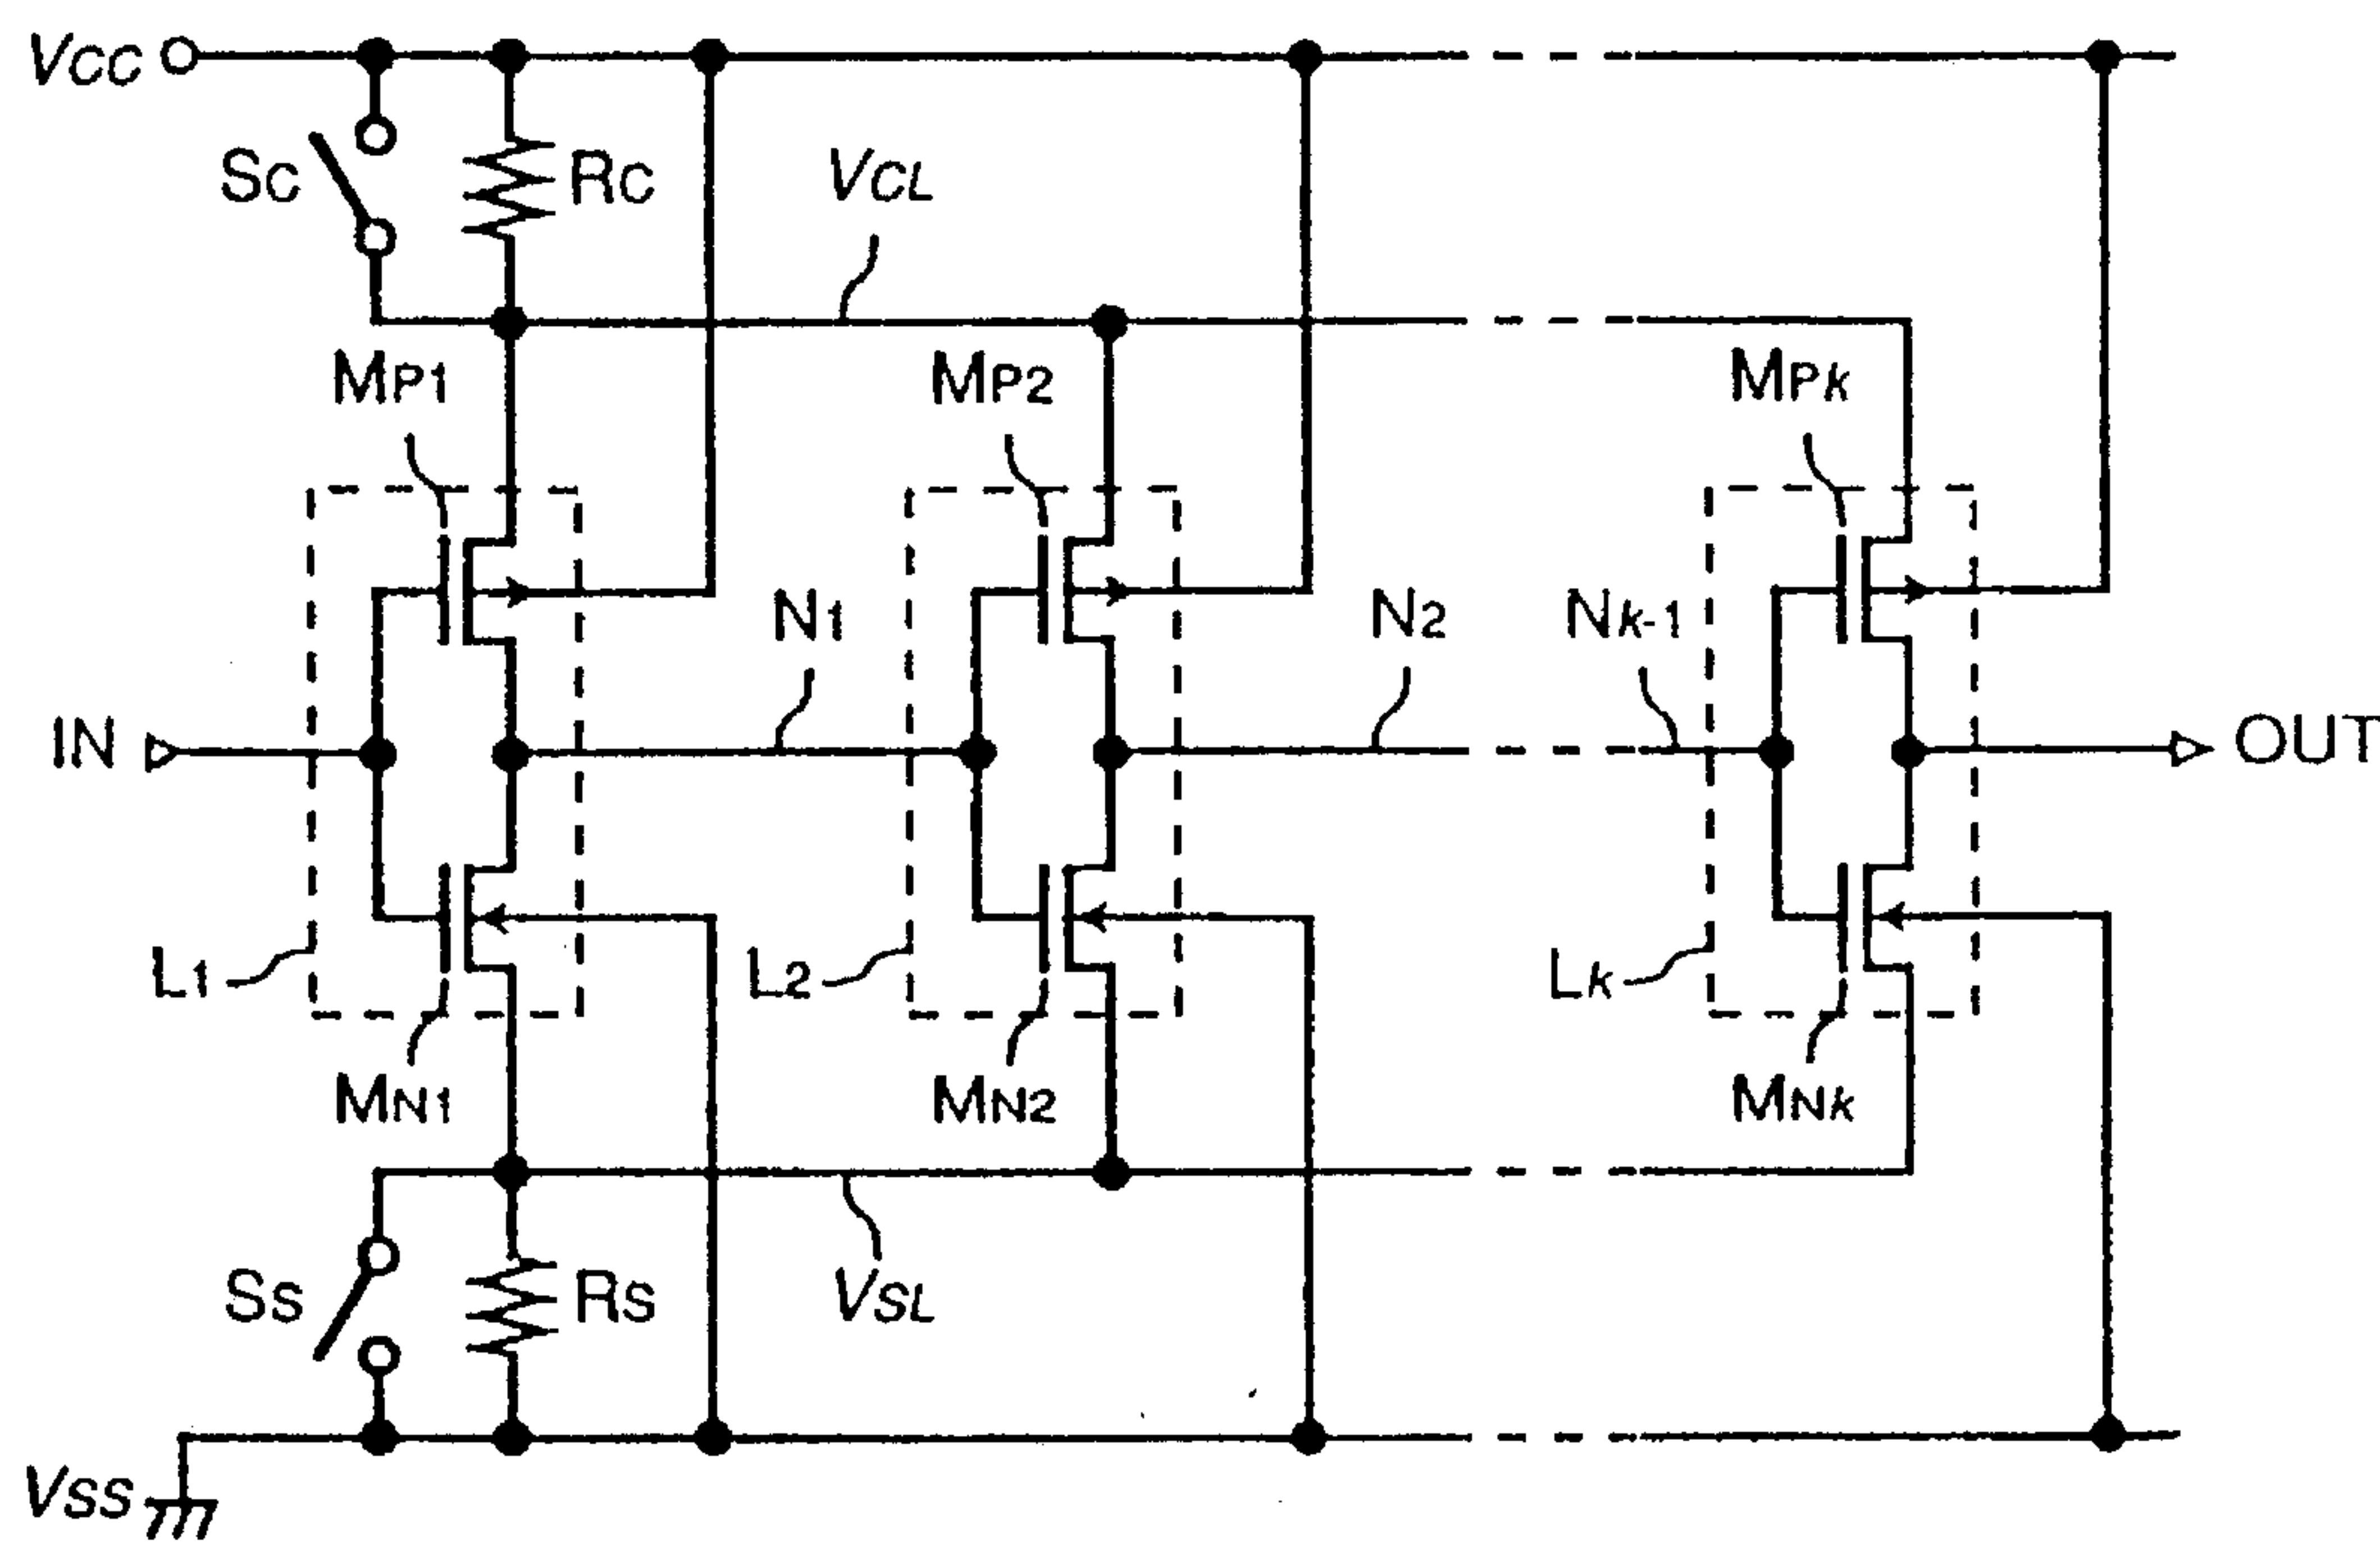 VCC
SC
RC
VCL
MP1
MP2
MPk
N1
N2
Nk-1
IN
OUT
L1
L2
Lk
MN1
MN2
MNk
SS
RS
VSL
VSS